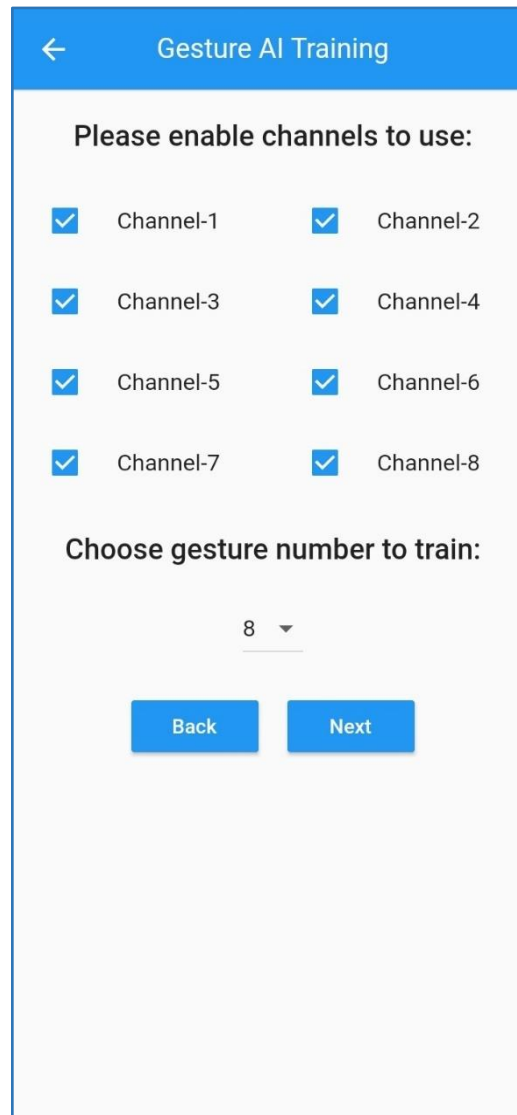 Gesture AI Training
Please enable channels to use:
Channel-1 Channel-2
Channel-3 Channel-4
Channel-5 Channel-6
Channel-7 Channel-8
Choose gesture number to train:
8
Back Next